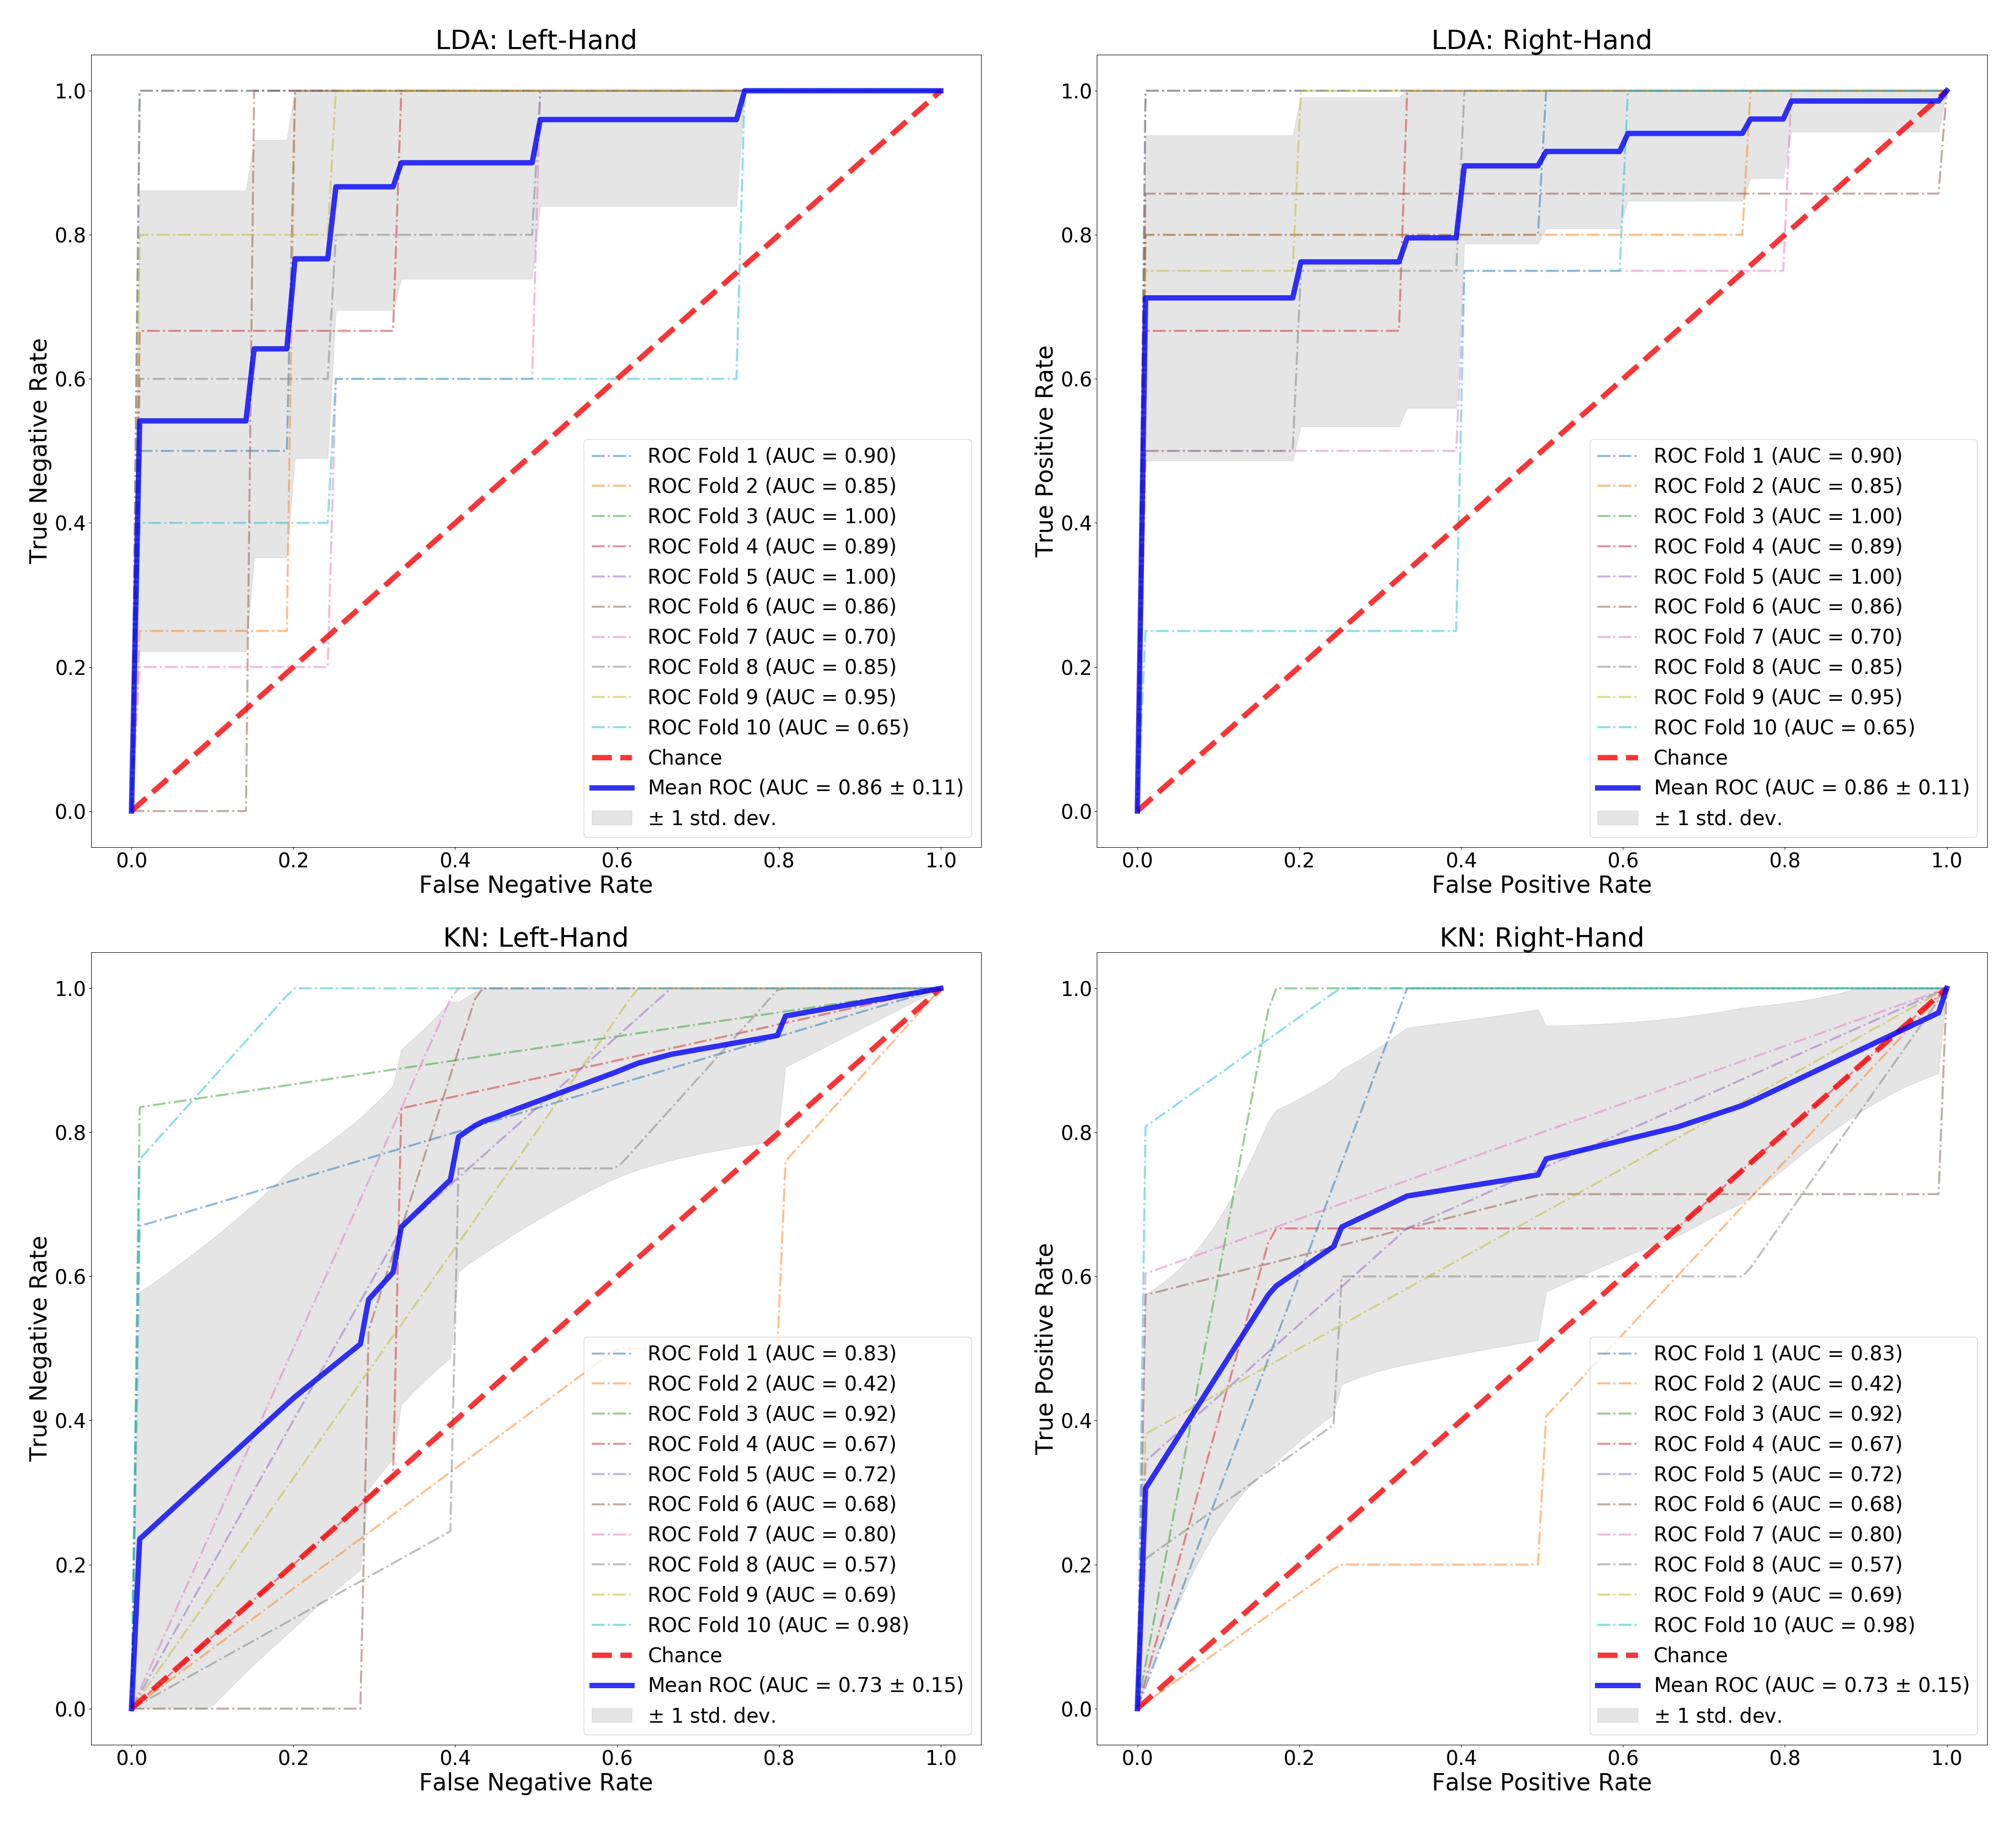 LDA: Left-Hand
True Negative Rate
1.0
0.8
0.6
0.4
0.2
0.0
ROC Fold 1 (AUC = 0.90)
ROC Fold 2 (AUC = 0.85)
ROC Fold 3 (AUC = 1.00)
ROC Fold 4 (AUC = 0.89)
ROC Fold 5 (AUC = 1.00)
ROC Fold 6 (AUC = 0.86)
ROC Fold 7 (AUC = 0.70)
ROC Fold 8 (AUC = 0.85)
ROC Fold 9 (AUC = 0.95)
ROC Fold 10 (AUC = 0.65)
Chance
Mean ROC (AUC = 0.86 ± 0.11)
± 1 std. dev.
0.0 0.2 0.4 0.6 0.8 1.0
False Negative Rate
LDA: Right-Hand
True Positive Rate
1.0
0.8
0.6
0.4
0.2
0.0
ROC Fold 1 (AUC = 0.90)
ROC Fold 2 (AUC = 0.85)
ROC Fold 3 (AUC = 1.00)
ROC Fold 4 (AUC = 0.89)
ROC Fold 5 (AUC = 1.00)
ROC Fold 6 (AUC = 0.86)
ROC Fold 7 (AUC = 0.70)
ROC Fold 8 (AUC = 0.85)
ROC Fold 9 (AUC = 0.95)
ROC Fold 10 (AUC = 0.65)
Chance
Mean ROC (AUC = 0.86 ± 0.11)
± 1 std. dev.
0.0 0.2 0.4 0.6 0.8 1.0
False Positive Rate
KN: Left-Hand
True Negative Rate
1.0
0.8
0.6
0.4
0.2
0.0
ROC Fold 1 (AUC = 0.83)
ROC Fold 2 (AUC = 0.42)
ROC Fold 3 (AUC = 0.92)
ROC Fold 4 (AUC = 0.67)
ROC Fold 5 (AUC = 0.72)
ROC Fold 6 (AUC = 0.68)
ROC Fold 7 (AUC = 0.80)
ROC Fold 8 (AUC = 0.57)
ROC Fold 9 (AUC = 0.69)
ROC Fold 10 (AUC = 0.98)
Chance
Mean ROC (AUC = 0.73 ± 0.15)
± 1 std. dev.
0.0 0.2 0.4 0.6 0.8 1.0
False Negative Rate
KN: Right-Hand
True Positive Rate
1.0
0.8
0.6
0.4
0.2
0.0
ROC Fold 1 (AUC = 0.83)
ROC Fold 2 (AUC = 0.42)
ROC Fold 3 (AUC = 0.92)
ROC Fold 4 (AUC = 0.67)
ROC Fold 5 (AUC = 0.72)
ROC Fold 6 (AUC = 0.68)
ROC Fold 7 (AUC = 0.80)
ROC Fold 8 (AUC = 0.57)
ROC Fold 9 (AUC = 0.69)
ROC Fold 10 (AUC = 0.98)
Chance
Mean ROC (AUC = 0.73 ± 0.15)
± 1 std. dev.
0.0 0.2 0.4 0.6 0.8 1.0
False Positive Rate